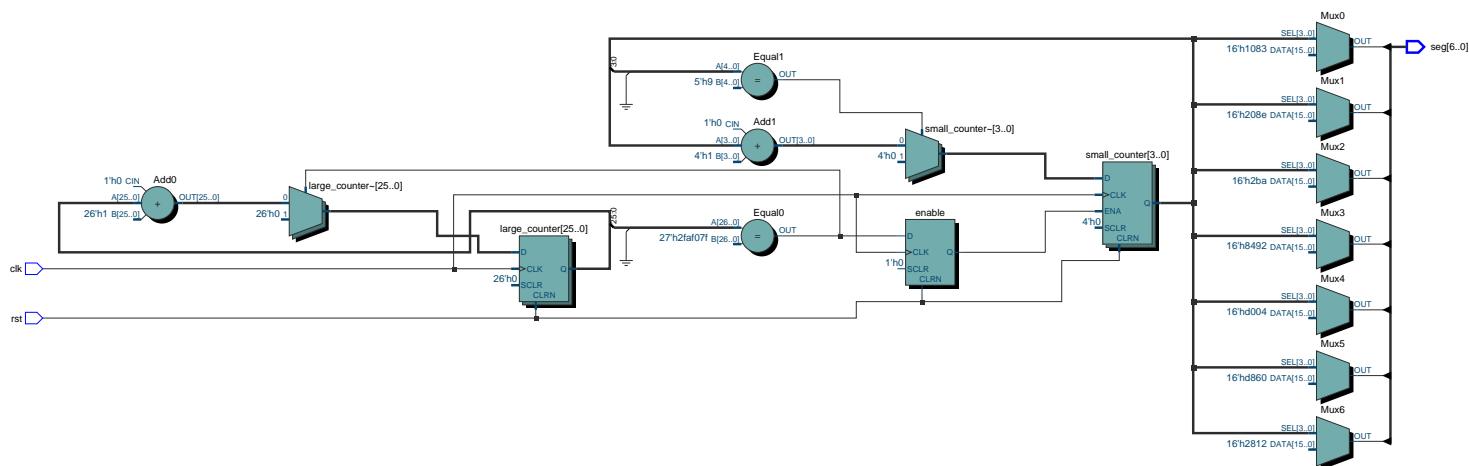 Mux0
SEL[3..0]
OUT
16'h1083 DATA[15..0]
seg[6..0]
3:0
Equal1
A[4..0]
5'h9 B[4..0]
=
OUT
Mux1
SEL[3..0]
OUT
16'h208e DATA[15..0]
1'h0 CIN
Add1
A[3..0]
4'h1 B[3..0]
+
OUT[3..0]
small_counter~[3..0]
0
4'h0 1
small_counter[3..0]
D
CLK
ENA
4'h0 SCLR
CLRN
Q
Mux2
SEL[3..0]
OUT
16'h2ba DATA[15..0]
1'h0 CIN
Add0
A[25..0]
26'h1 B[25..0]
+
OUT[25..0]
large_counter~[25..0]
0
26'h0 1
large_counter[25..0]
D
CLK
26'h0 SCLR
CLRN
Q
25:0
Equal0
A[26..0]
27'h2faf07f B[26..0]
=
OUT
enable
D
CLK
1'h0 SCLR
CLRN
Q
Mux3
SEL[3..0]
OUT
16'h8492 DATA[15..0]
clk
rst
Mux4
SEL[3..0]
OUT
16'hd004 DATA[15..0]
Mux5
SEL[3..0]
OUT
16'hd860 DATA[15..0]
Mux6
SEL[3..0]
OUT
16'h2812 DATA[15..0]